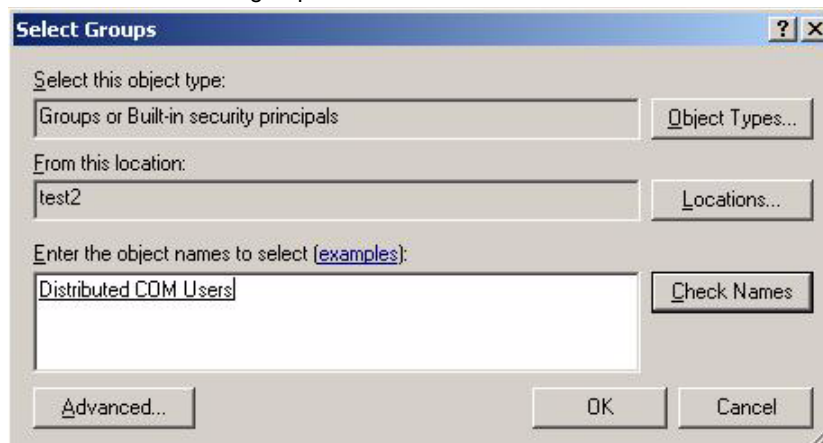 Select Groups
Select this object type:
Groups or Built-in security principals
Object Types...
From this location:
test2
Locations...
Enter the object names to select (examples):
Distributed COM Users
Check Names
Advanced...
OK
Cancel